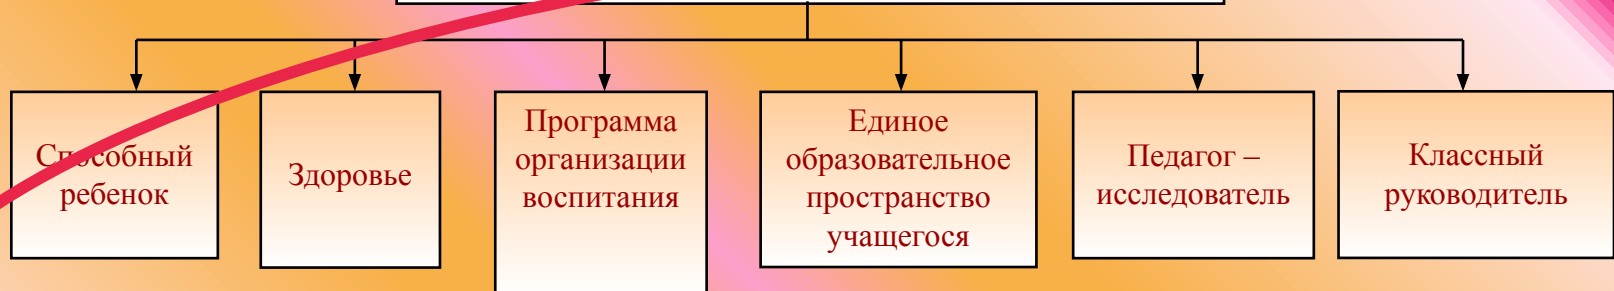 Способный
ребенок
Здоровье
Программа
организации
воспитания
Единое
образовательное
пространство
учащегося
Педагог –
исследователь
Классный
руководитель